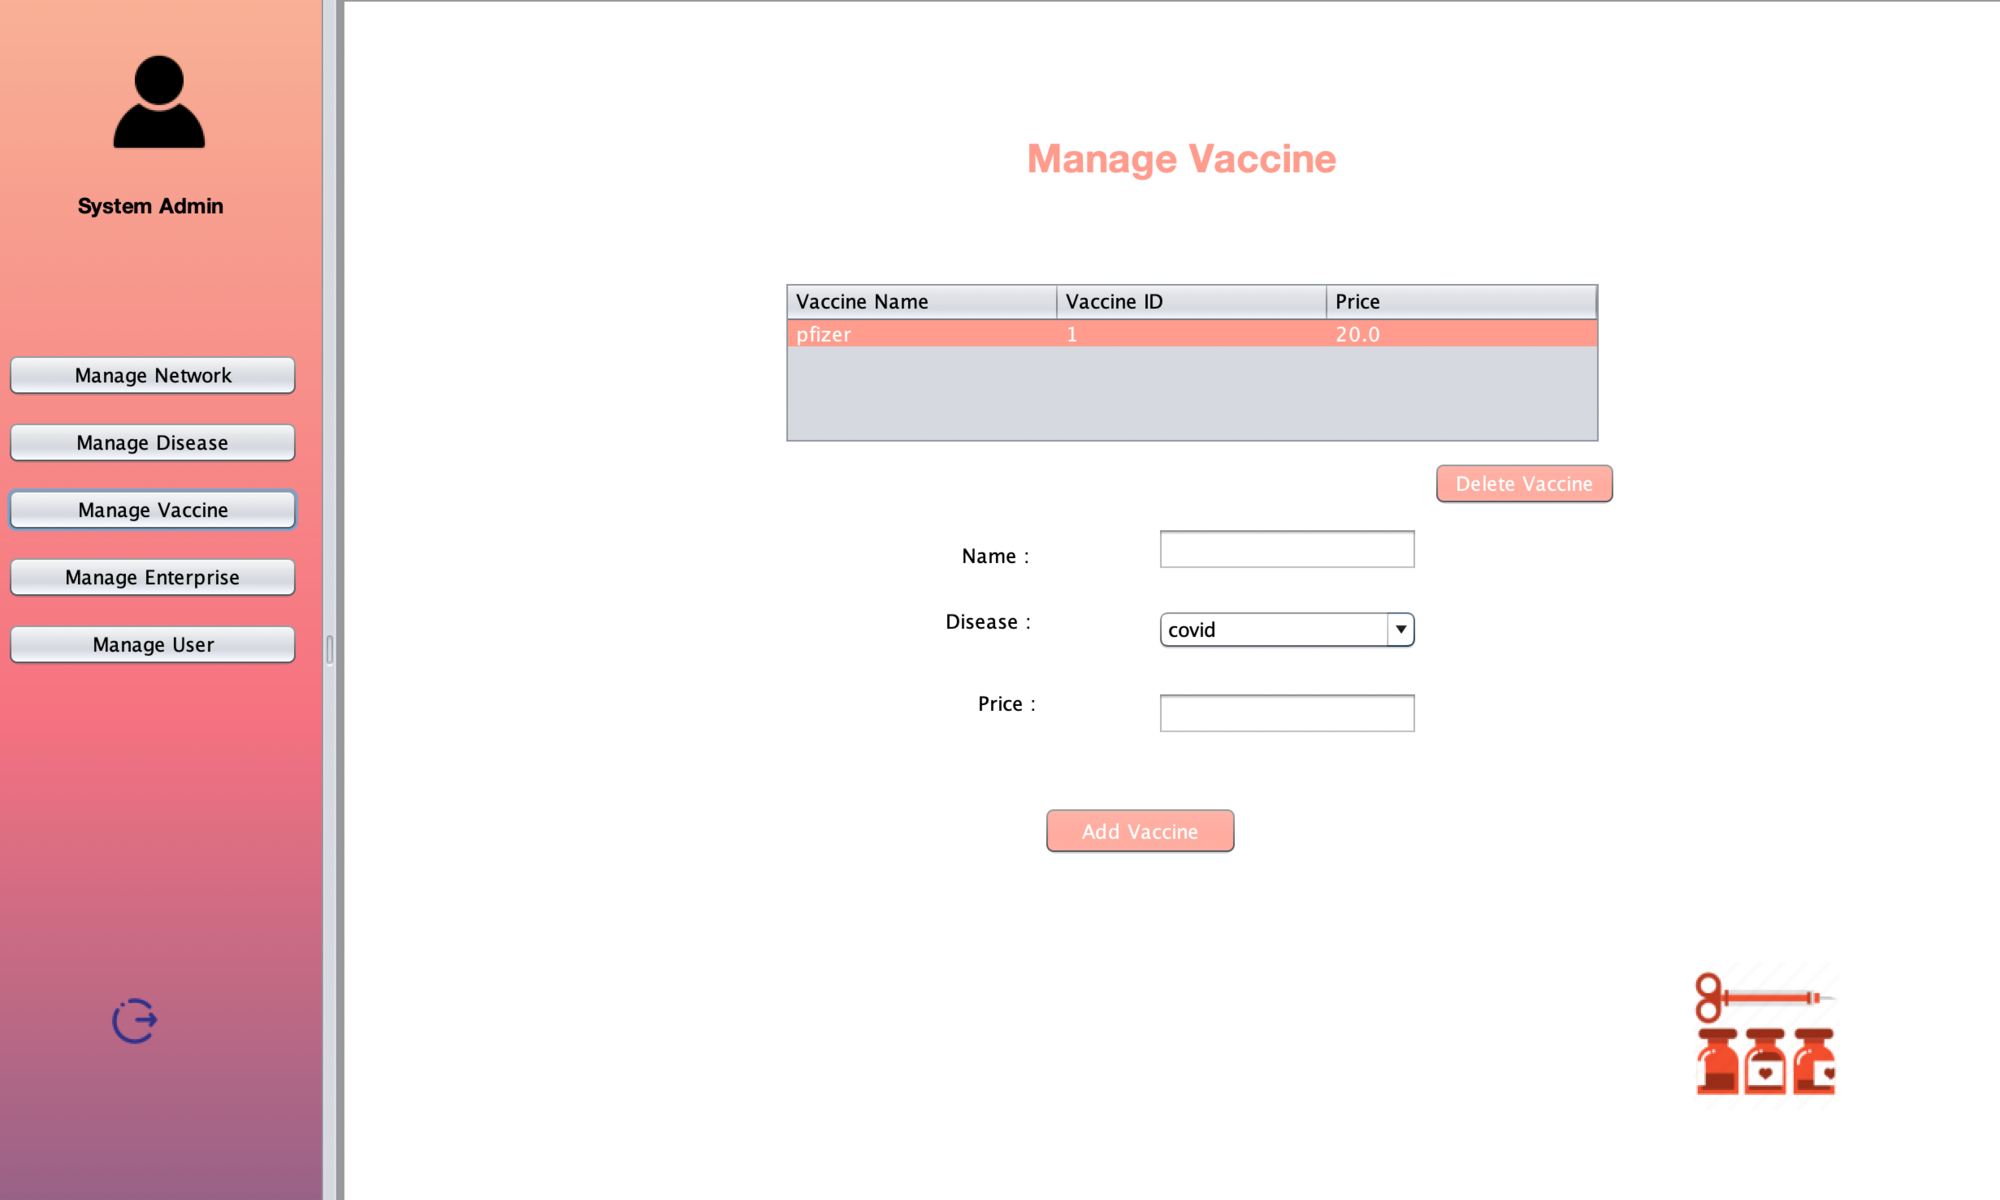 System Admin
Manage Network
Manage Disease
Manage Vaccine
Manage Enterprise
Manage User
Manage Vaccine
Vaccine Name Vaccine ID Price
pfizer 1 20.0
Delete Vaccine
Name :
Disease : covid
Price :
Add Vaccine